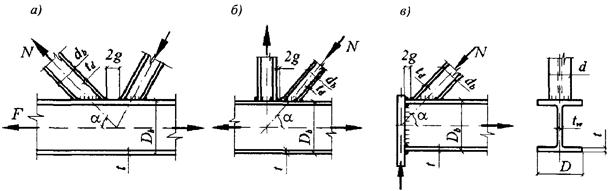 а)
N
d_b
t_d
2g
F
α
D_b
t
б)
2g
N
d_b
t_d
α
D_b
t
в)
2g
N
t_d
d_b
α
D_b
t
d
t_w
t
D